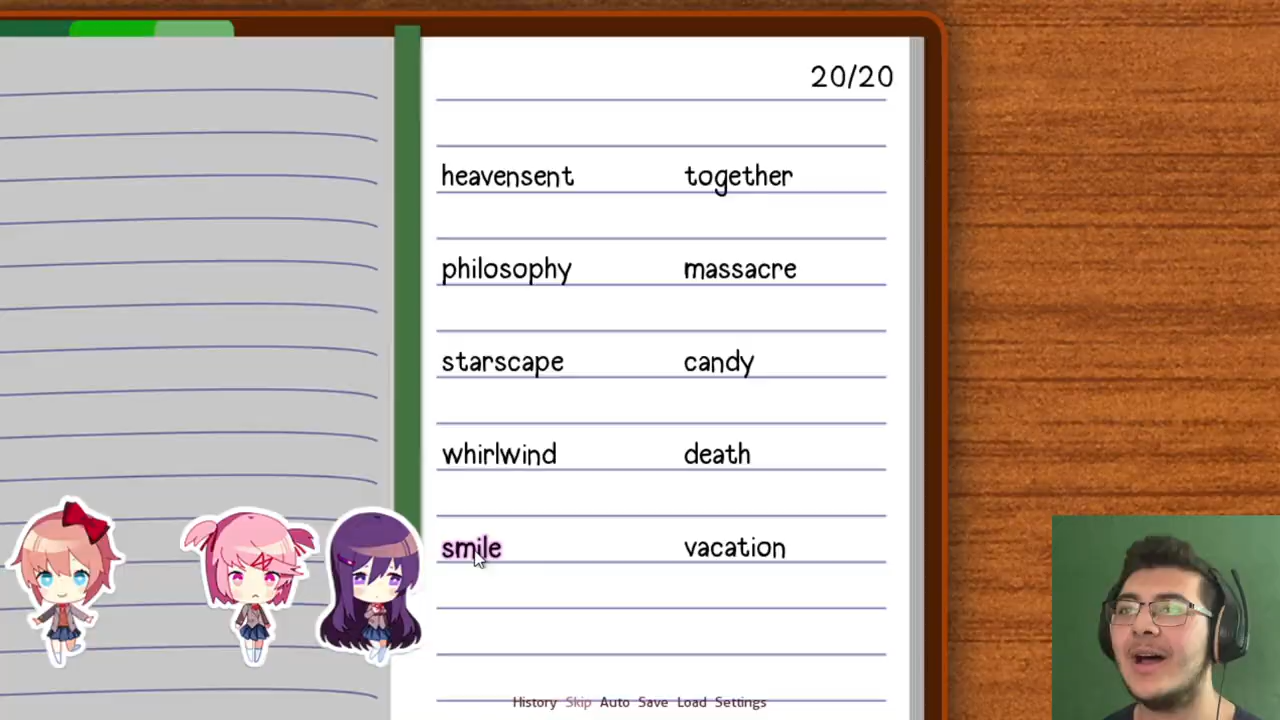 20/20
heavensent together
philosophy massacre
starscape candy
whirlwind death
smile vacation
History Skip Auto Save Load Settings